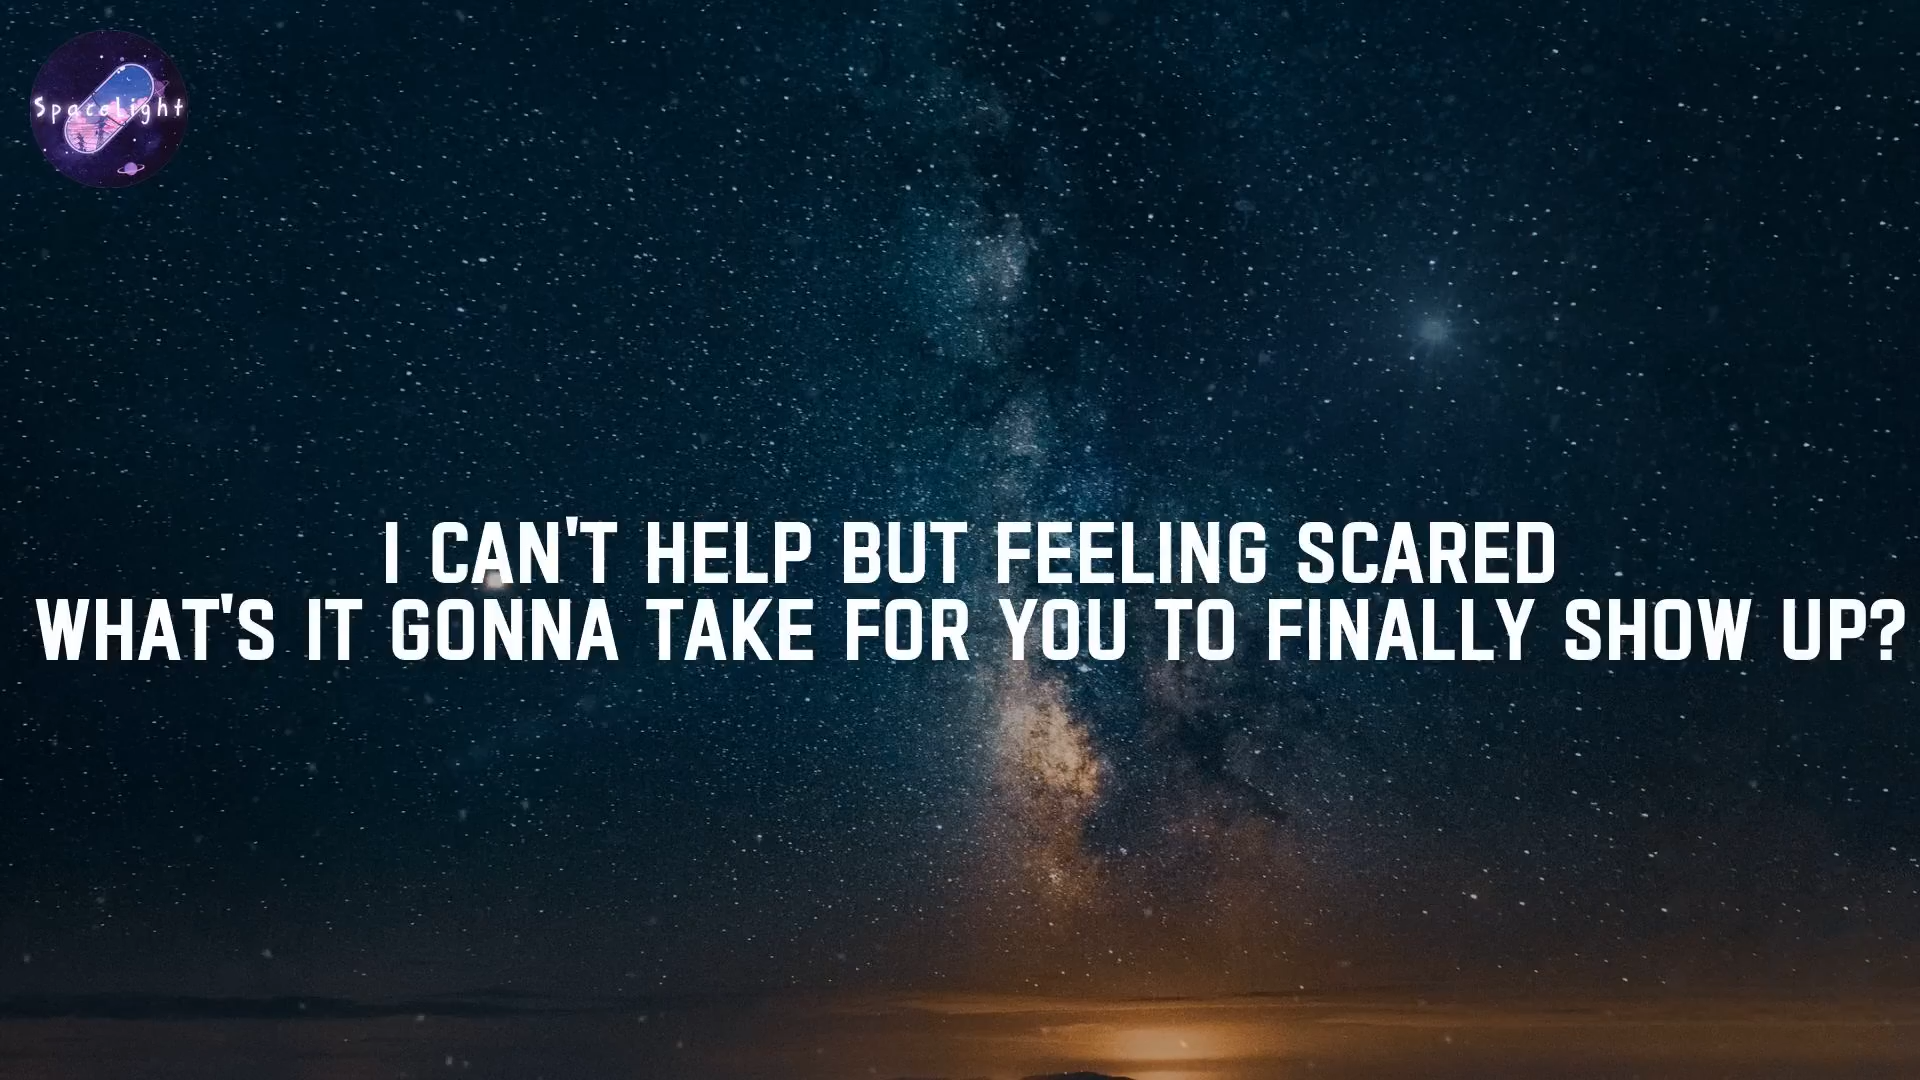 SpaceLight
I CAN'T HELP BUT FEELING SCARED
WHAT'S IT GONNA TAKE FOR YOU TO FINALLY SHOW UP?